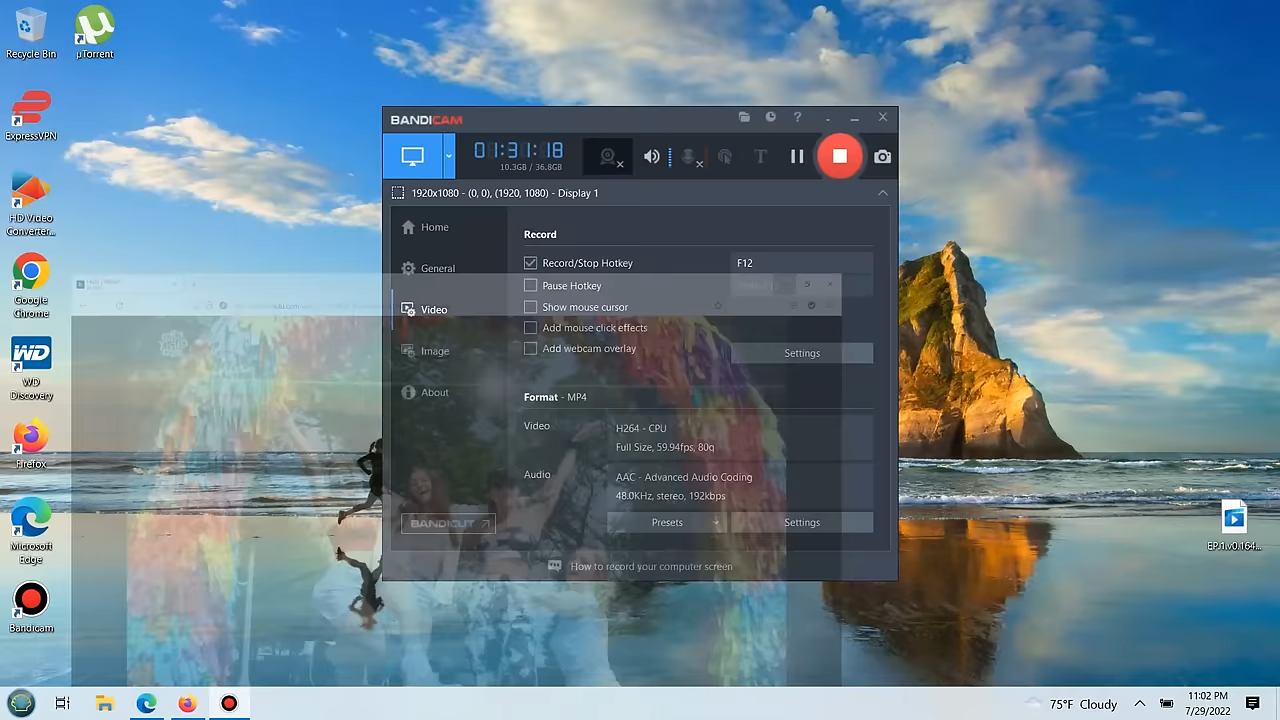 Recycle Bin
µTorrent
ExpressVPN
HD Video
Converter...
Google
Chrome
WD
WD
Discovery
Firefox
Microsoft
Edge
Bandicam
BANDICAM
01:31:18
10.3GB / 36.8GB
1920x1080 - (0, 0), (1920, 1080) - Display 1
Home
General
Video
Image
About
BANDICUT
Record
Record/Stop Hotkey
F12
Pause Hotkey
Show mouse cursor
Add mouse click effects
Add webcam overlay
Settings
Format - MP4
Video
H264 - CPU
Full Size, 59.94fps, 80q
Audio
AAC - Advanced Audio Coding
48.0KHz, stereo, 192kbps
Presets
Settings
How to record your computer screen
EP.1.v0.164...
75°F Cloudy
11:02 PM
7/29/2022